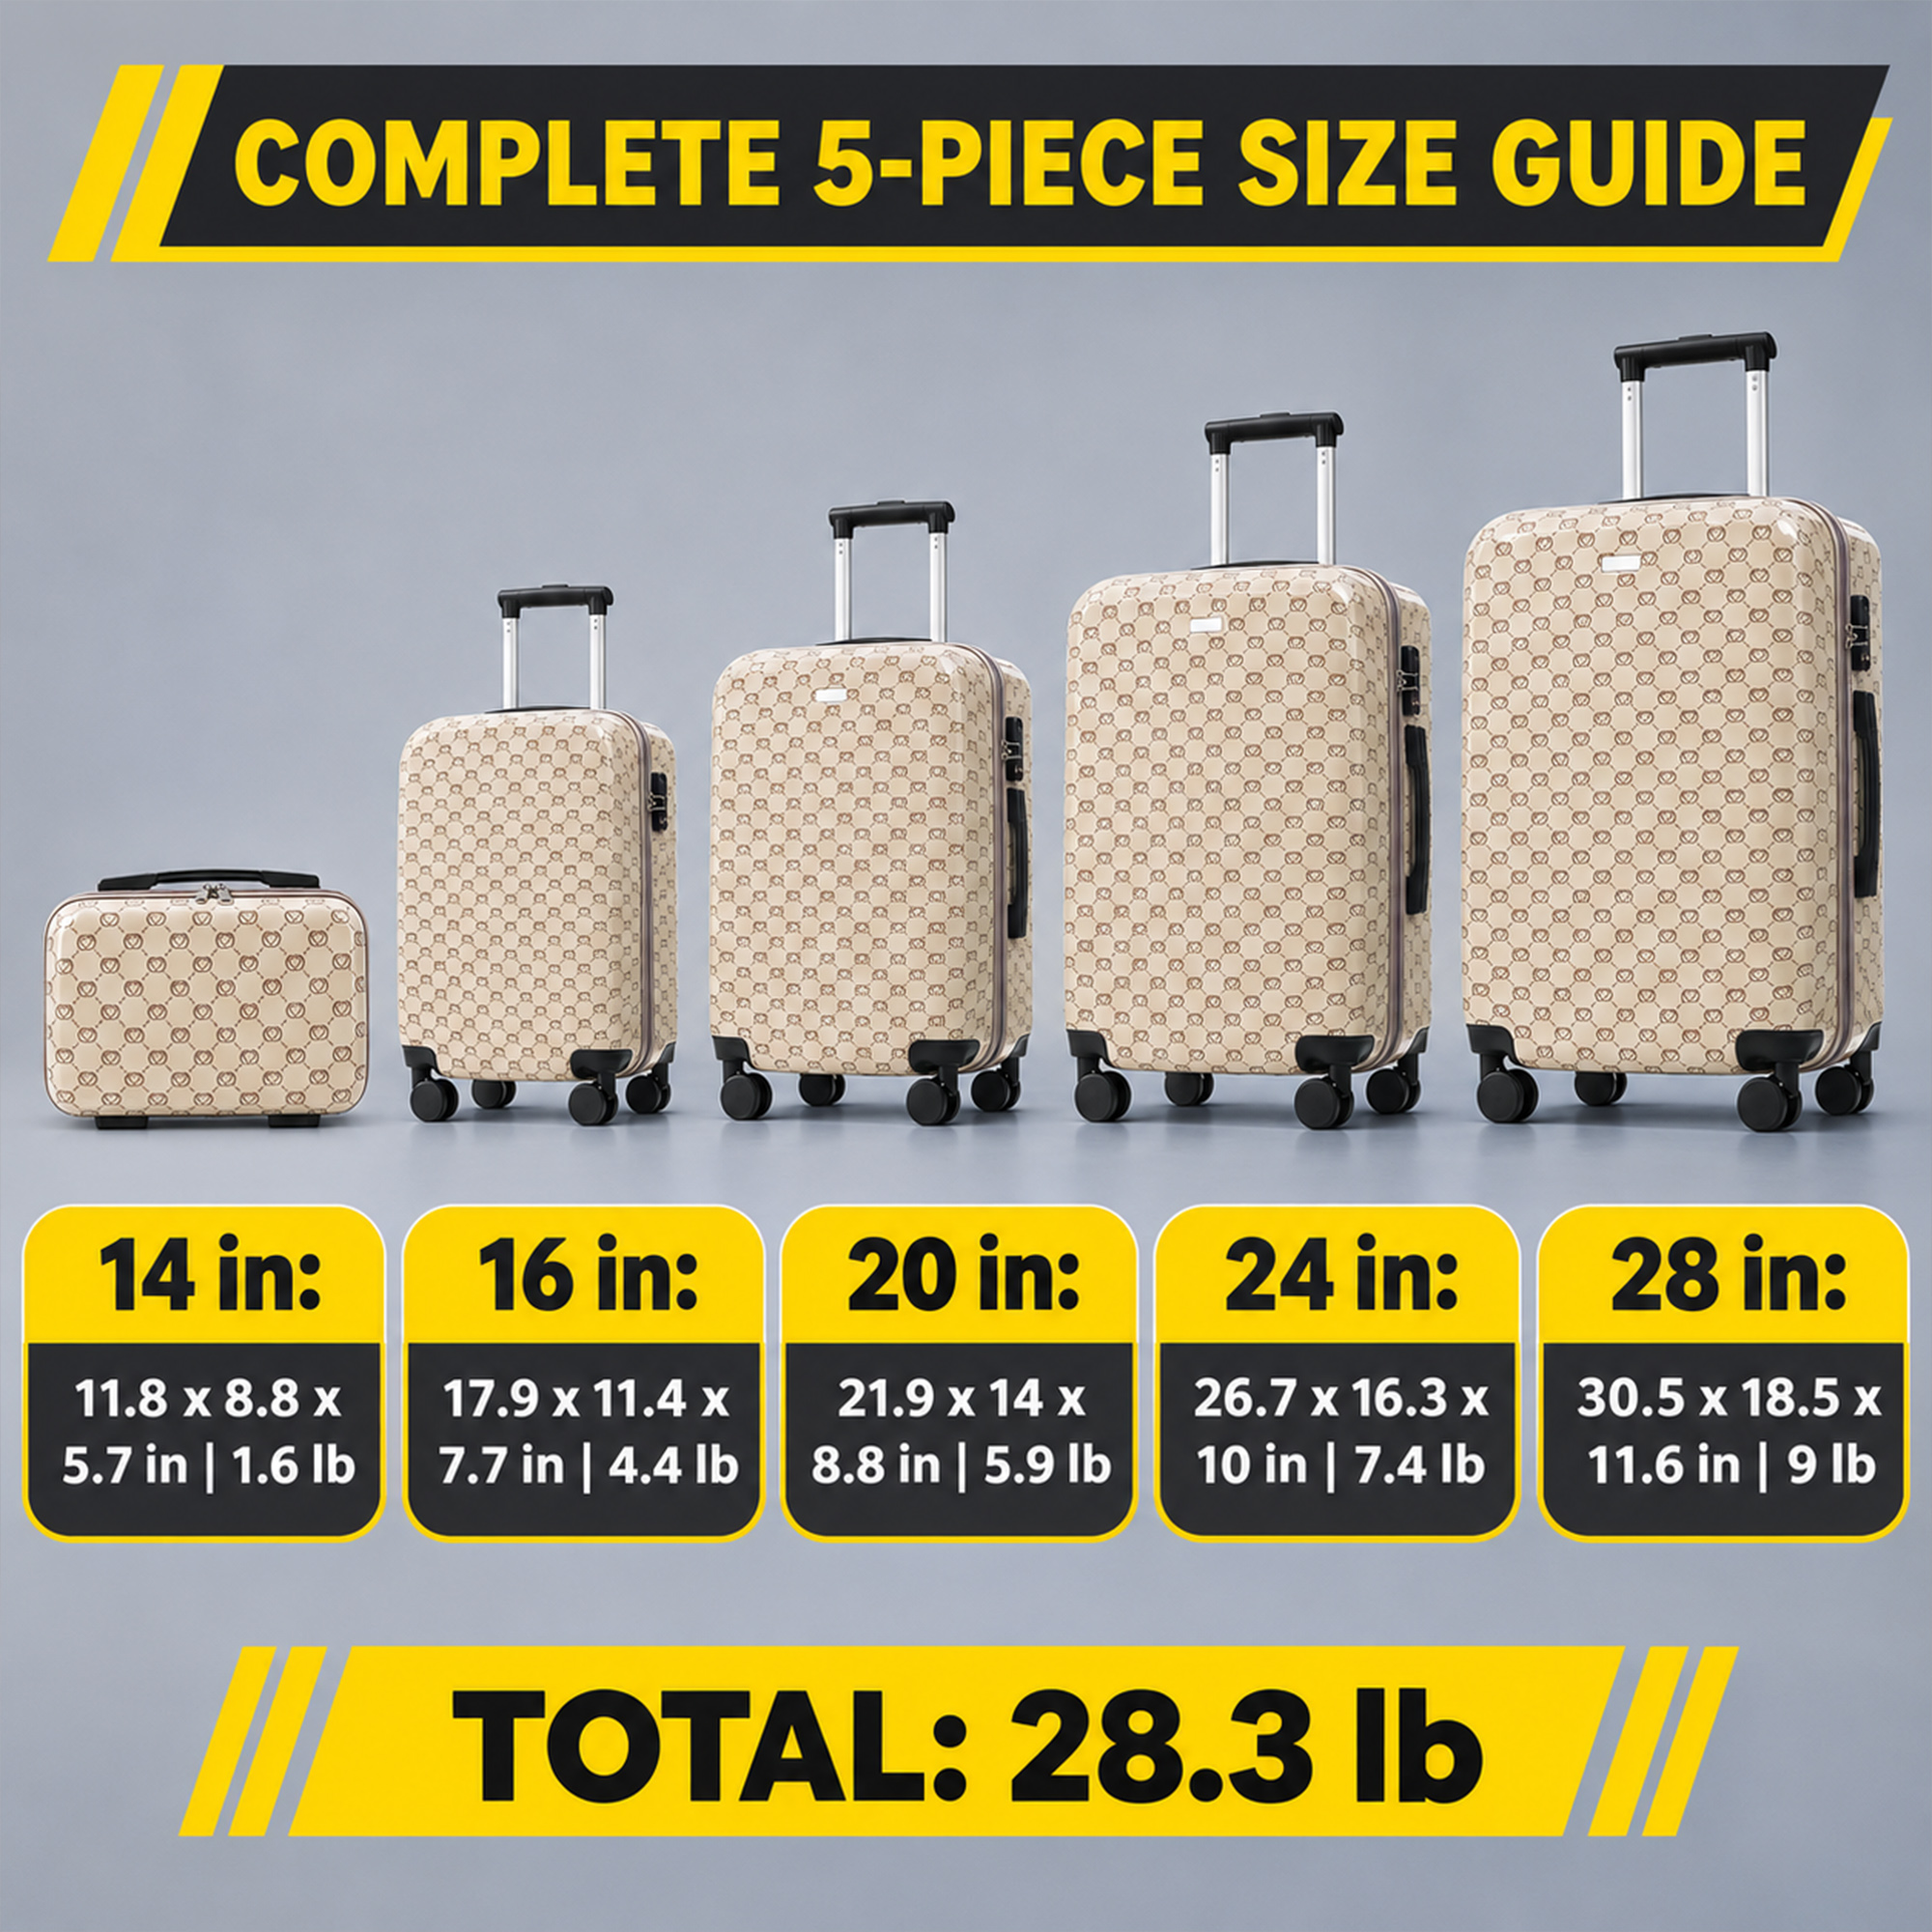 COMPLETE 5-PIECE SIZE GUIDE
14 in:
11.8 x 8.8 x
5.7 in | 1.6 lb
16 in:
17.9 x 11.4 x
7.7 in | 4.4 lb
20 in:
21.9 x 14 x
8.8 in | 5.9 lb
24 in:
26.7 x 16.3 x
10 in | 7.4 lb
28 in:
30.5 x 18.5 x
11.6 in | 9 lb
TOTAL: 28.3 lb